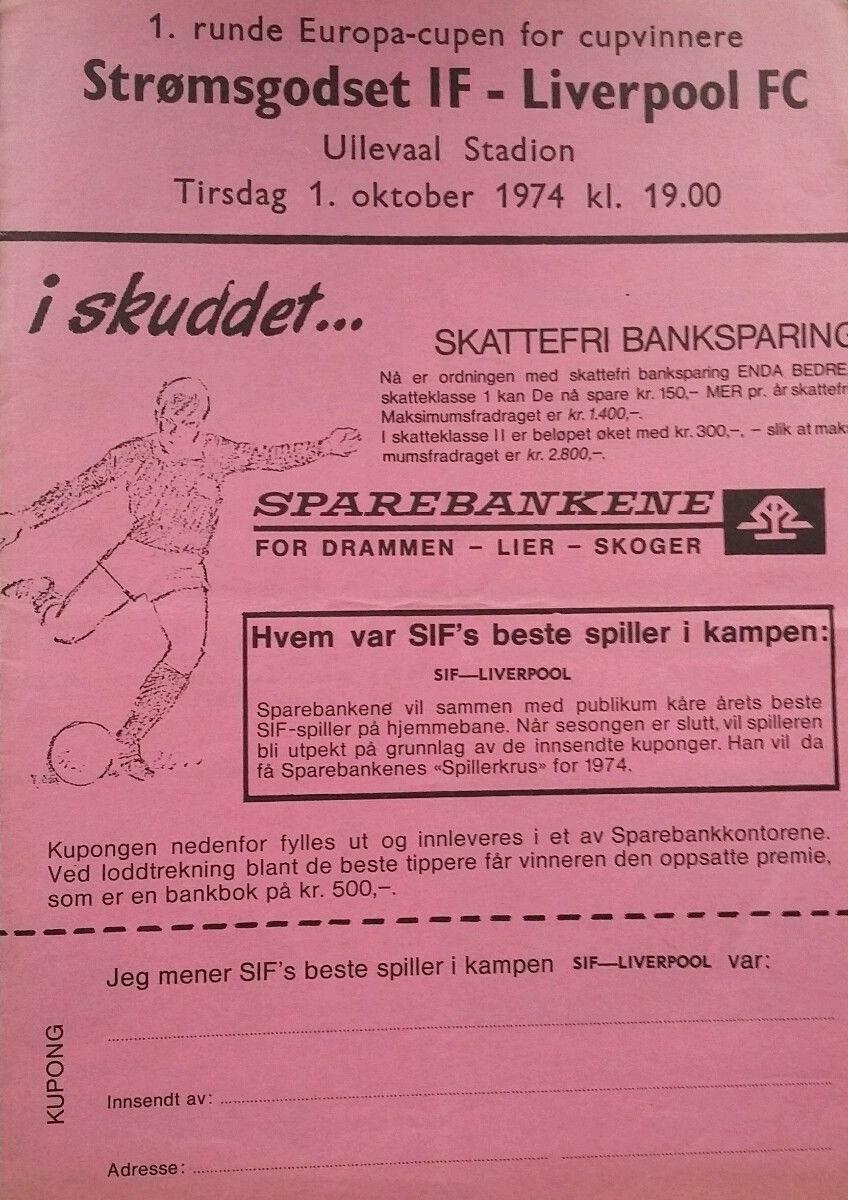 1. runde Europa-cupen for cupvinnere
Strømsgodset IF - Liverpool FC
Ullevaal Stadion
Tirsdag 1. oktober 1974 kl. 19.00
i skuddet...
SKATTEFRI BANKSPARING
Nå er ordningen med skattefri banksparing ENDA BEDRE
skatteklasse 1 kan De nå spare kr. 150,– MER pr. år skattefr
Maksimumsfradraget er kr. 1.400,–.
I skatteklasse II er beløpet øket med kr. 300,–, – slik at mak
mumsfradraget er kr. 2.800,–.
SPAREBANKENE
FOR DRAMMEN – LIER – SKOGER
Hvem var SIF's beste spiller i kampen:
SIF—LIVERPOOL
Sparebankene vil sammen med publikum kåre årets beste
SIF-spiller på hjemmebane. Når sesongen er slutt, vil spilleren
bli utpekt på grunnlag av de innsendte kuponger. Han vil da
få Sparebankenes «Spillerkrus» for 1974.
Kupongen nedenfor fylles ut og innleveres i et av Sparebankkontorene.
Ved loddtrekning blant de beste tippere får vinneren den oppsatte premie,
som er en bankbok på kr. 500,–.
Jeg mener SIF's beste spiller i kampen SIF—LIVERPOOL var:
KUPONG
Innsendt av:
Adresse: